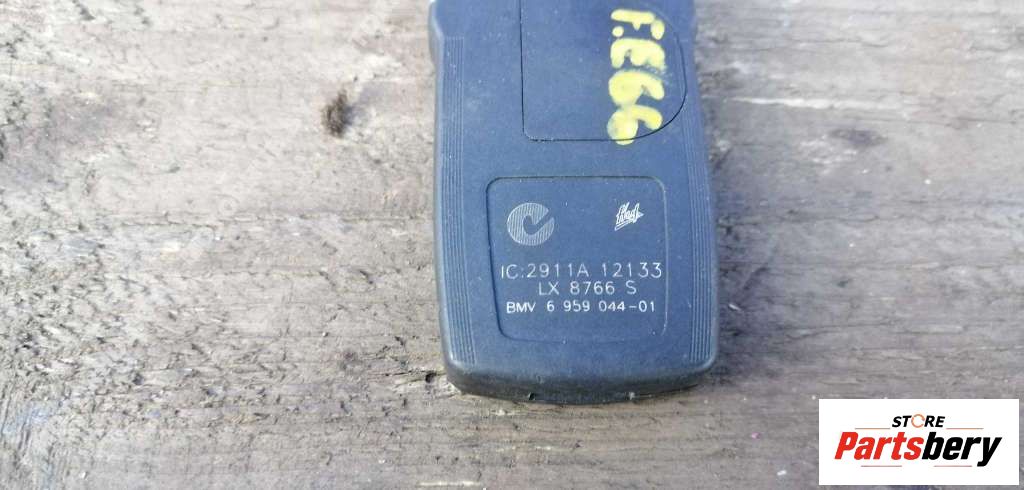 F.E66
IC:2911A 12133
LX 8766 S
BMV 6 959 044-01
STORE
Partsbery